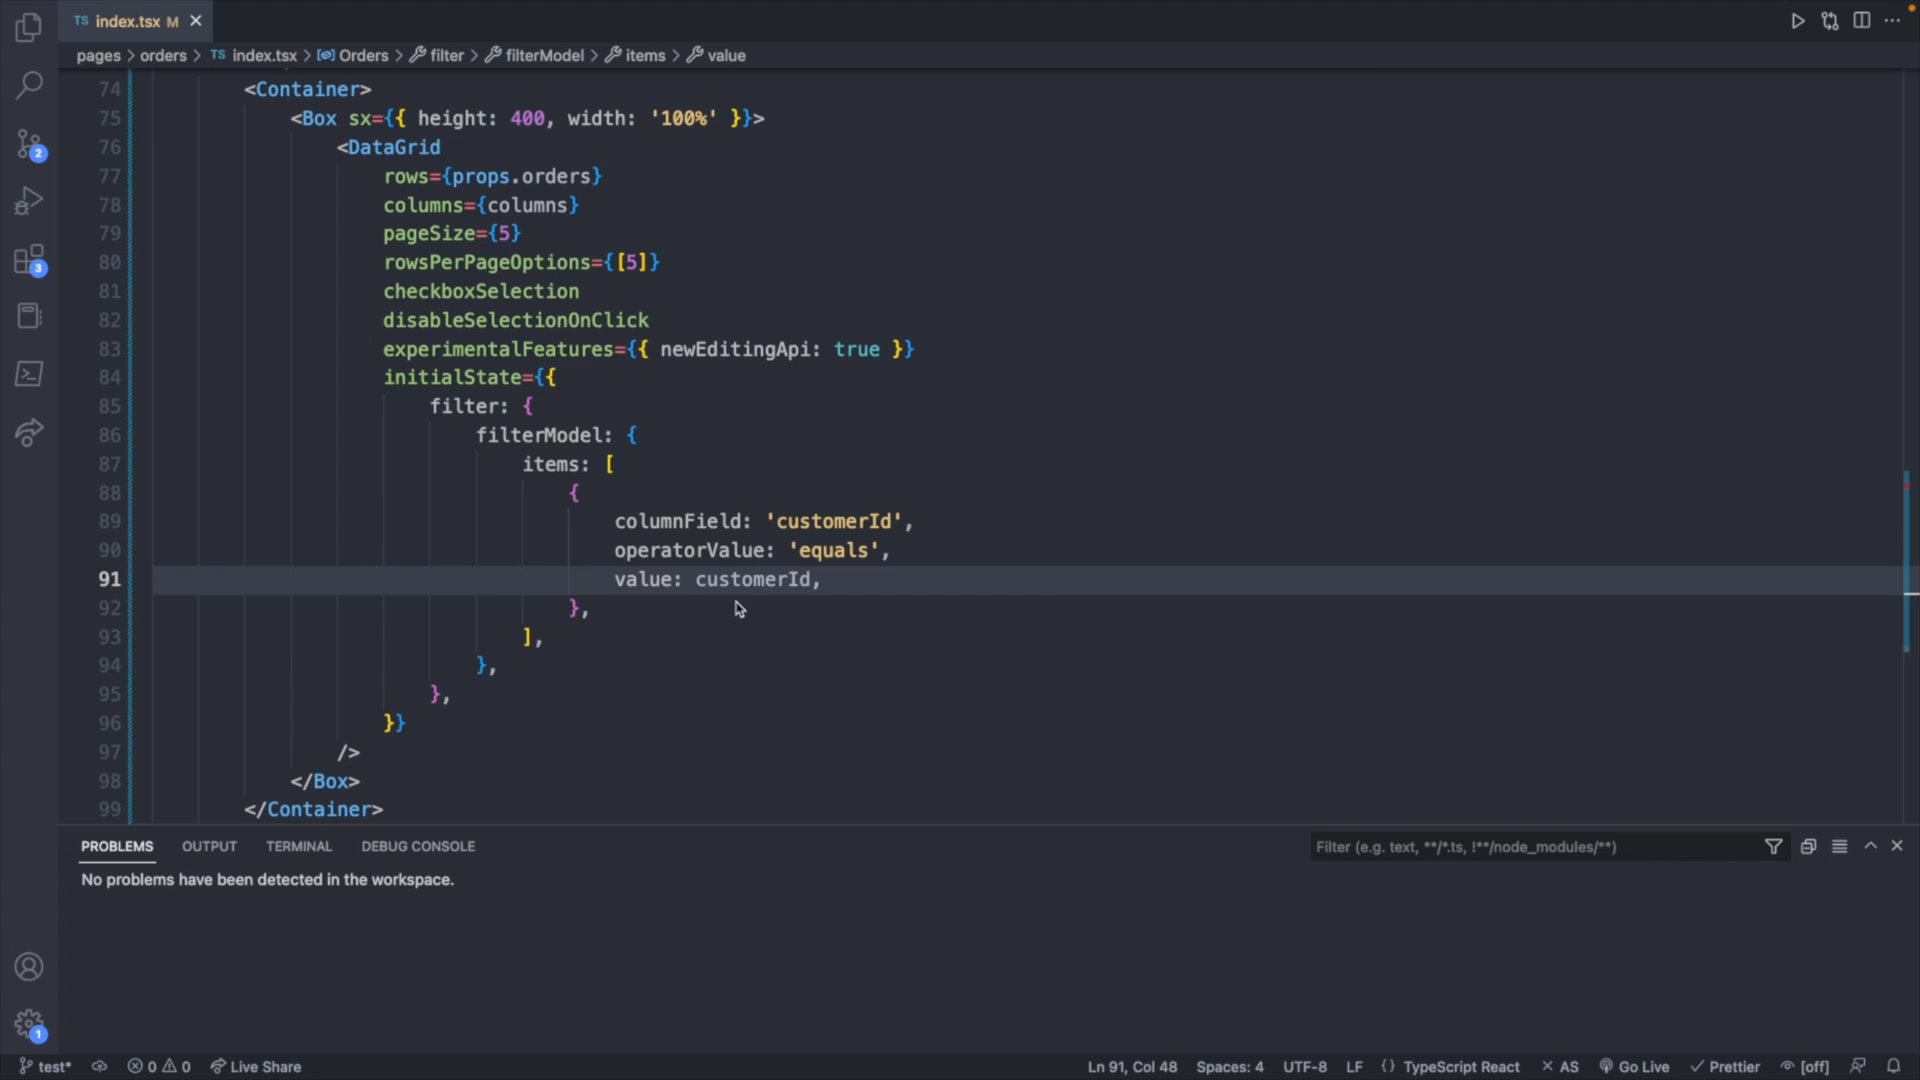 TS index.tsx M
pages > orders > TS index.tsx > Orders > filter > filterModel > items > value
74 <Container>
75 <Box sx={{ height: 400, width: '100%' }}>
76 <DataGrid
77 rows={props.orders}
78 columns={columns}
79 pageSize={5}
80 rowsPerPageOptions={[5]}
81 checkboxSelection
82 disableSelectionOnClick
83 experimentalFeatures={{ newEditingApi: true }}
84 initialState={{
85 filter: {
86 filterModel: {
87 items: [
88 {
89 columnField: 'customerId',
90 operatorValue: 'equals',
91 value: customerId,
92 },
93 ],
94 },
95 },
96 }}
97 />
98 </Box>
99 </Container>
2
3
1
PROBLEMS OUTPUT TERMINAL DEBUG CONSOLE
Filter (e.g. text, **/*.ts, !**/node_modules/**)
No problems have been detected in the workspace.
test* 0 0 Live Share Ln 91, Col 48 Spaces: 4 UTF-8 LF {} TypeScript React AS Go Live Prettier [off]